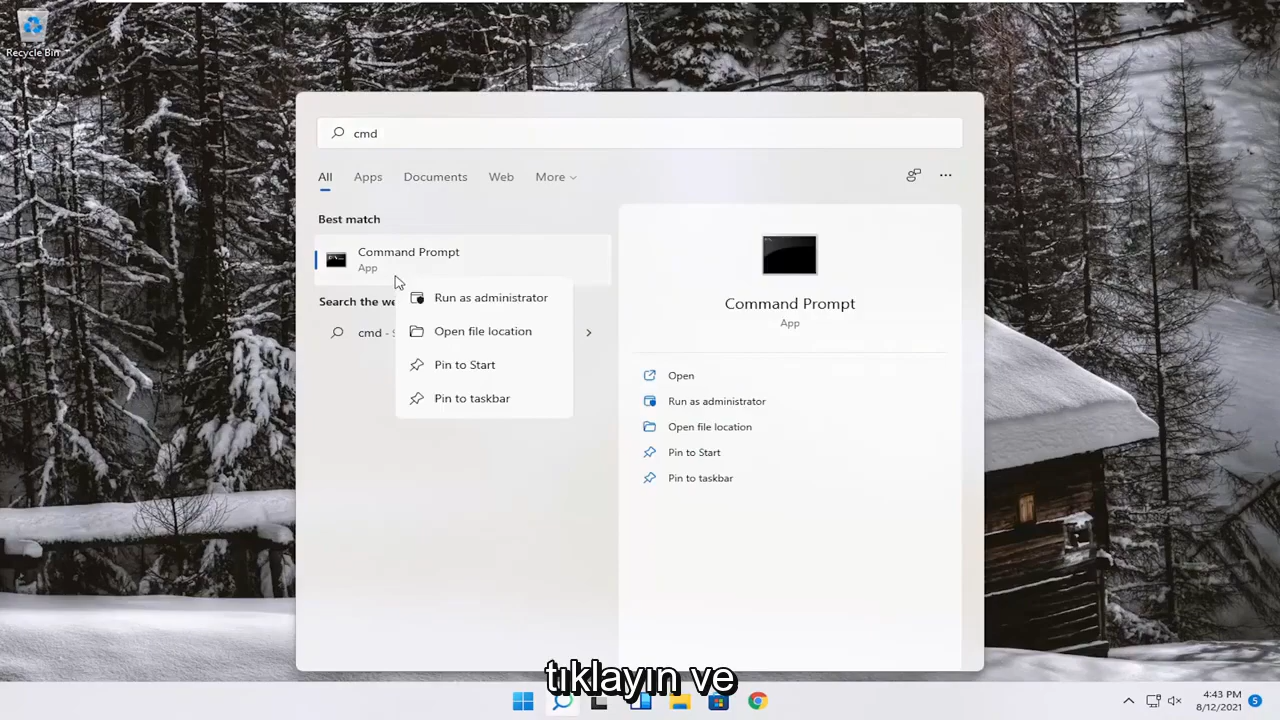 Recycle Bin
cmd
All Apps Documents Web More
Best match
Command Prompt
App
Search the we
cmd -
Run as administrator
Open file location
Pin to Start
Pin to taskbar
Command Prompt
App
Open
Run as administrator
Open file location
Pin to Start
Pin to taskbar
tıklayın ve
4:43 PM
8/12/2021
5